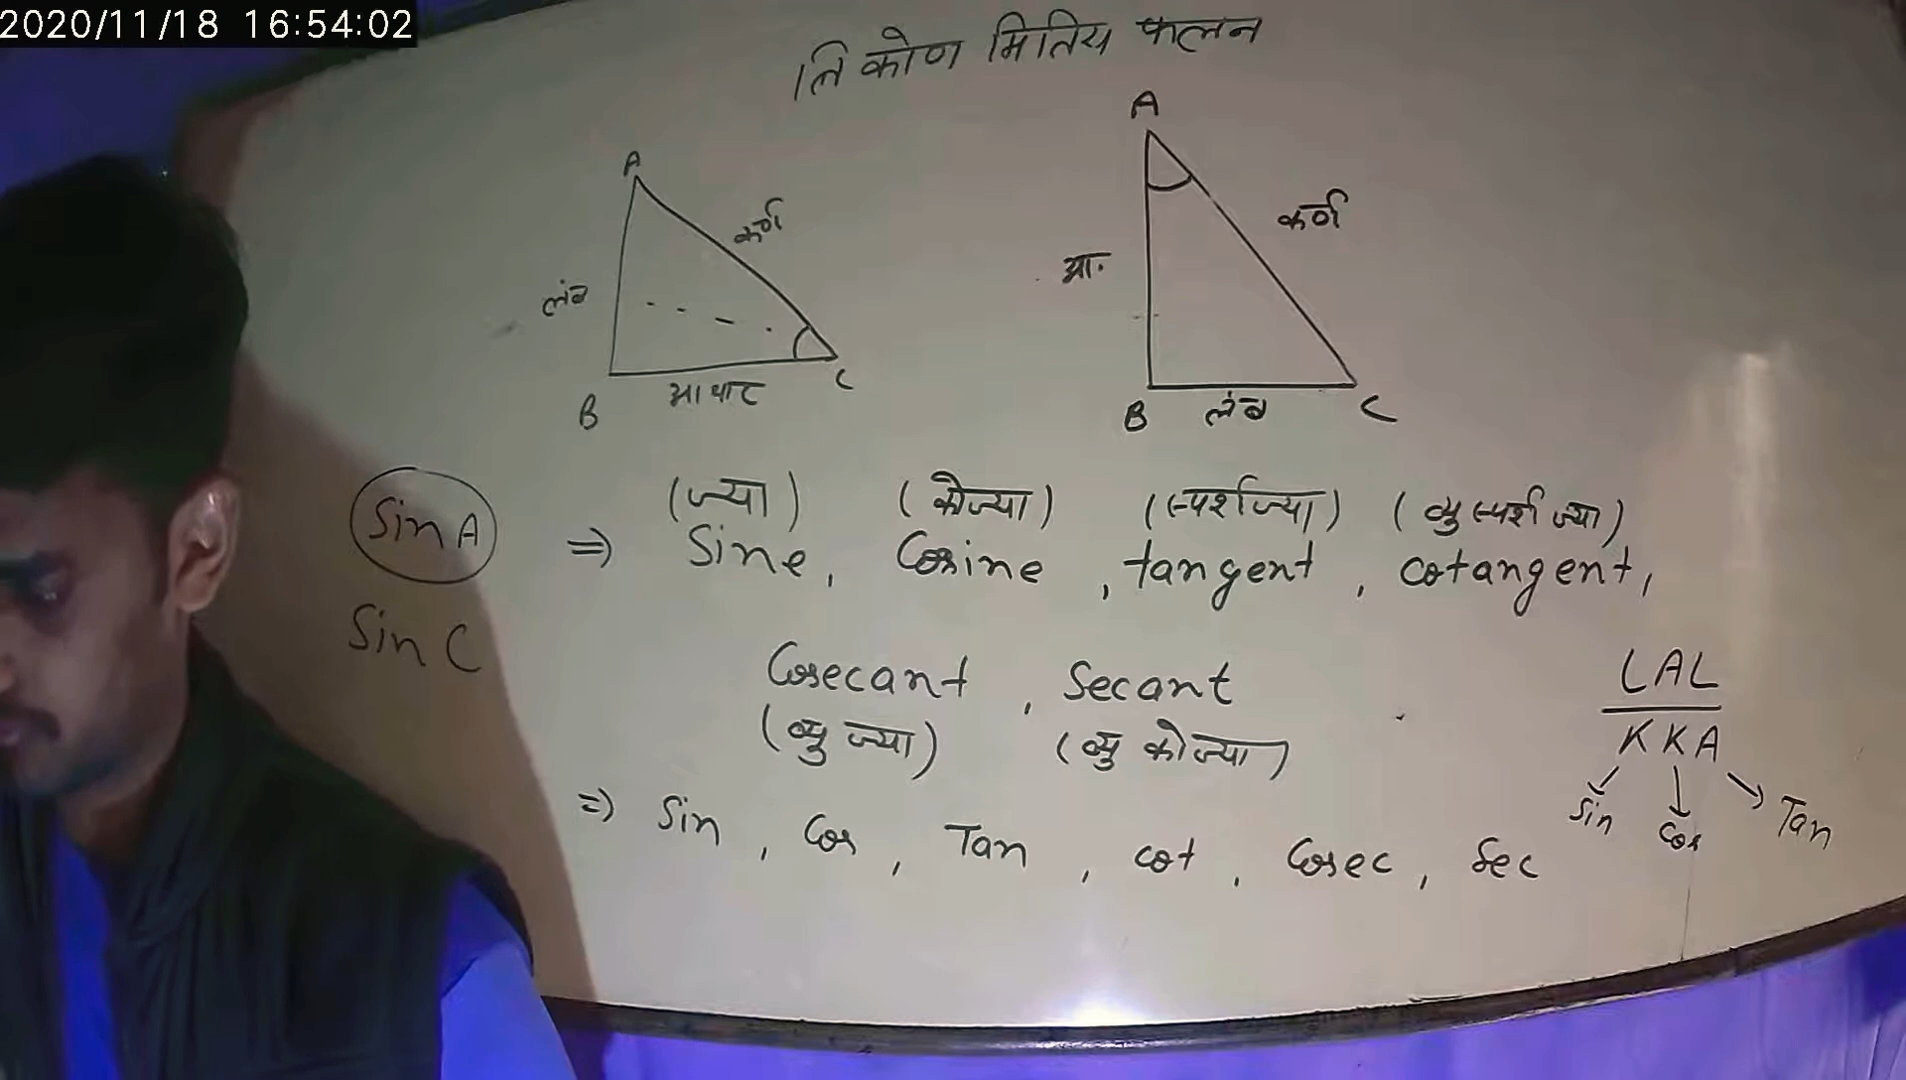 2020/11/18 16:54:02
त्रिकोण मितिय फलन
A
कर्ण
लंब
B
आधार
C
A
कर्ण
आ.
B
लंब
C
Sin A
Sin C
(ज्या) (कोज्या) (स्पर्शज्या) (व्यु स्पर्श ज्या)
⇒ Sine, Cosine, tangent, cotangent,
Cosecant, Secant
(व्यु ज्या) (व्यु कोज्या)
LAL
KKA
Sin Cos Tan
⇒ Sin, Cos, Tan, cot, Cosec, Sec